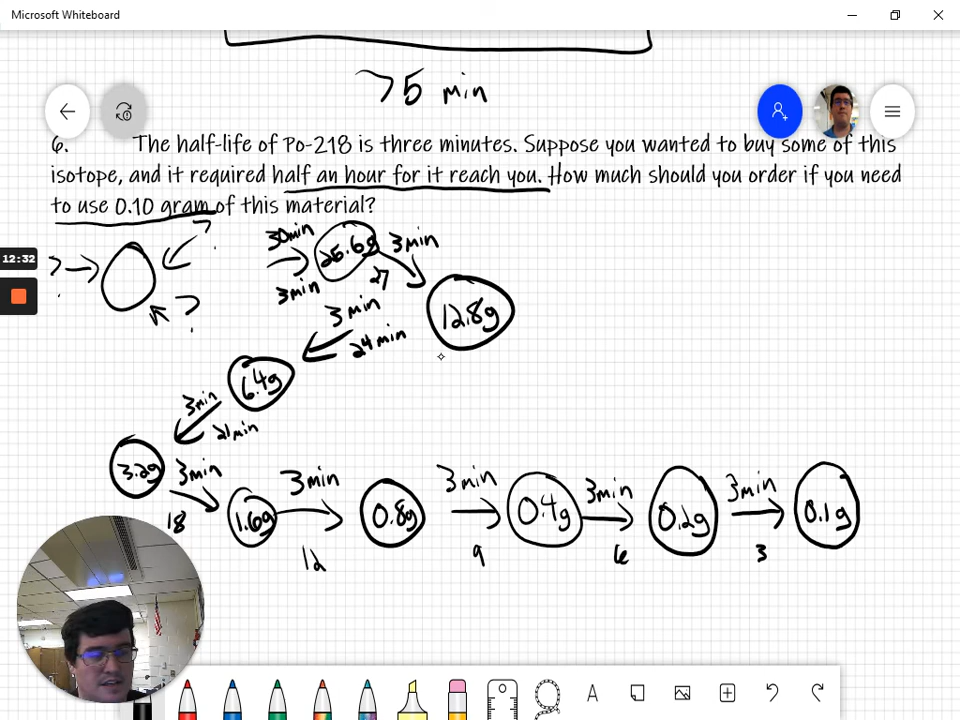 Microsoft Whiteboard
75 min
6. The half-life of Po-218 is three minutes. Suppose you wanted to buy some of this
isotope, and it required half an hour for it reach you. How much should you order if you need
to use 0.10 gram of this material?
12:32
?
?
?
30min
3min
25.6g
3min
27
12.8g
3min
24min
6.4g
3min
21min
3.2g
3min
18
1.6g
3min
12
0.8g
3min
9
0.4g
3min
6
0.2g
3min
3
0.1g
A